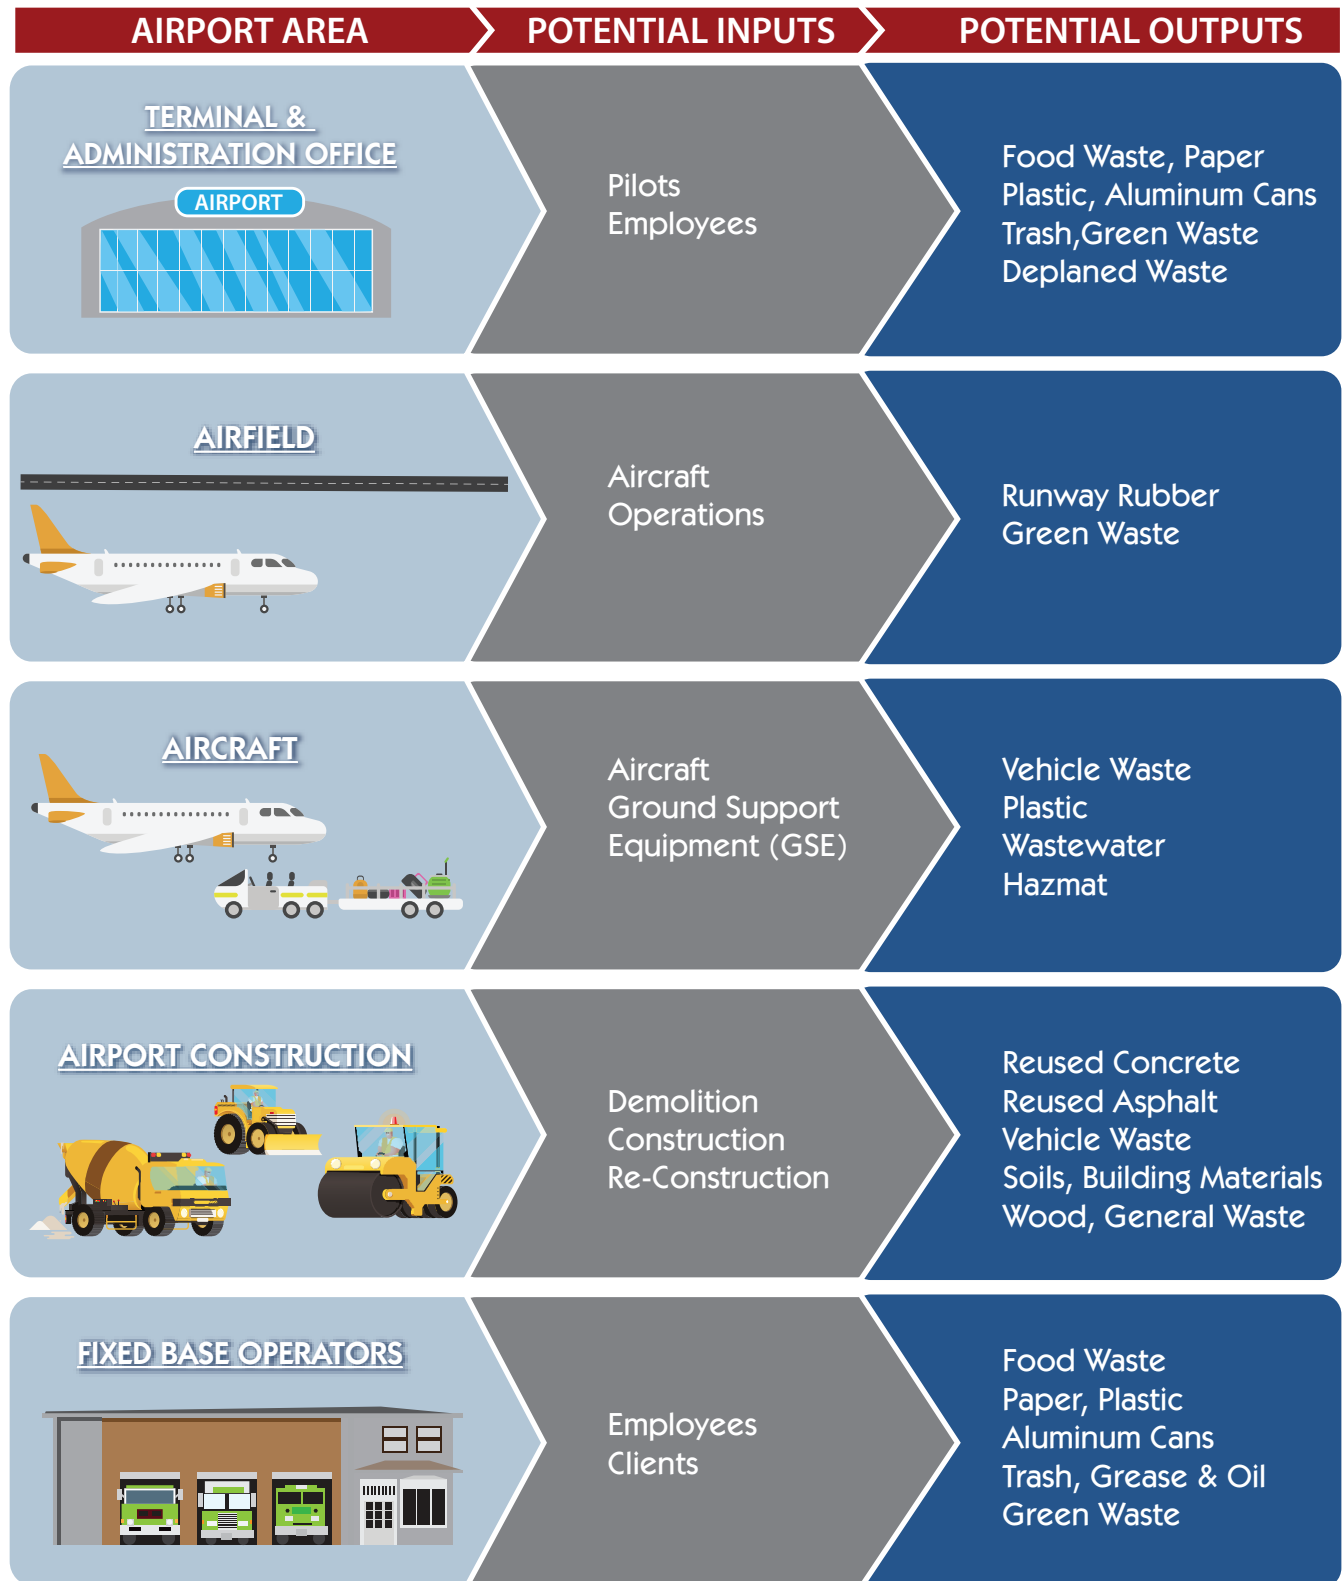 AIRPORT AREA
POTENTIAL INPUTS
POTENTIAL OUTPUTS
TERMINAL &
ADMINISTRATION OFFICE
AIRPORT
Pilots
Employees
Food Waste, Paper
Plastic, Aluminum Cans
Trash,Green Waste
Deplaned Waste
AIRFIELD
Aircraft
Operations
Runway Rubber
Green Waste
AIRCRAFT
Aircraft
Ground Support
Equipment (GSE)
Vehicle Waste
Plastic
Wastewater
Hazmat
AIRPORT CONSTRUCTION
Demolition
Construction
Re-Construction
Reused Concrete
Reused Asphalt
Vehicle Waste
Soils, Building Materials
Wood, General Waste
FIXED BASE OPERATORS
Employees
Clients
Food Waste
Paper, Plastic
Aluminum Cans
Trash, Grease & Oil
Green Waste